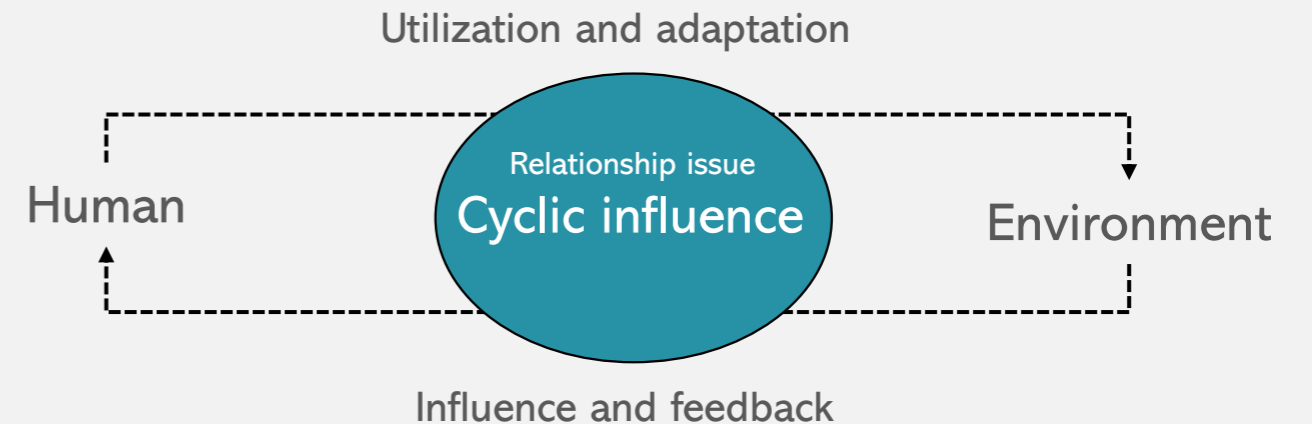 Utilization and adaptation
Relationship issue
Human
Cyclic influence
Environment
Influence and feedback